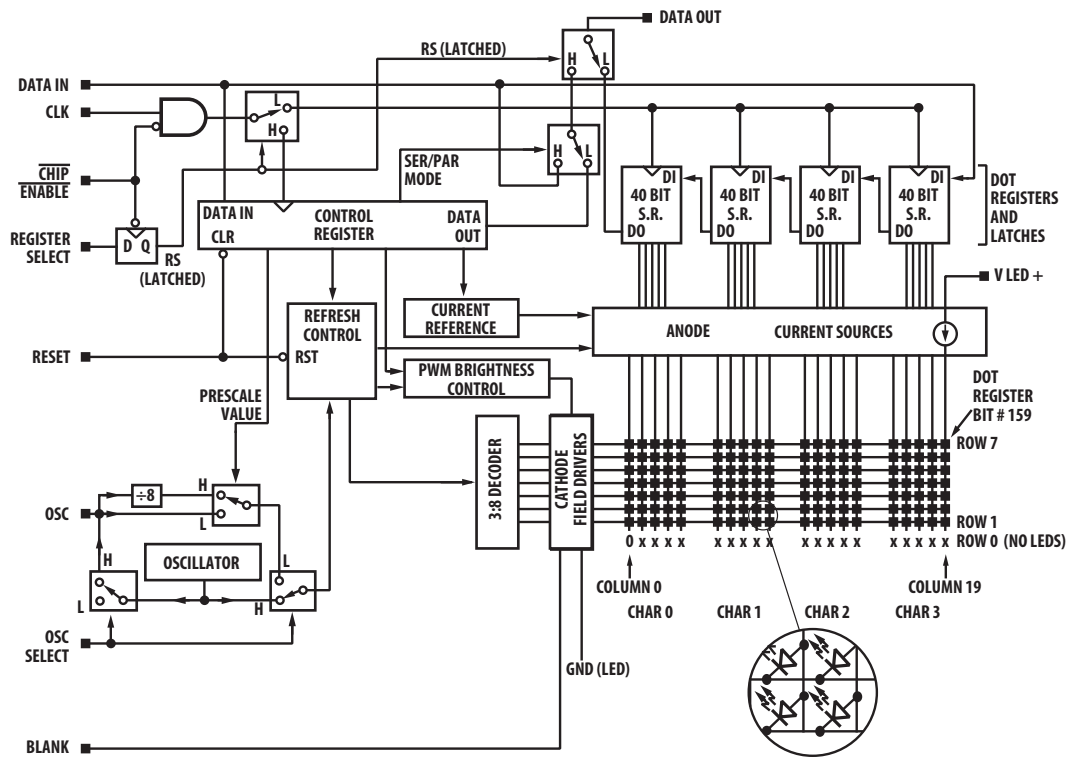 DATA OUT
RS (LATCHED)
H
L
DATA IN
CLK
L
H
H
L
SER/PAR
MODE
CHIP
ENABLE
DI
40 BIT
S.R.
DO
DI
40 BIT
S.R.
DO
DI
40 BIT
S.R.
DO
DI
40 BIT
S.R.
DO
DOT
REGISTERS
AND
LATCHES
DATA IN
CONTROL
REGISTER
DATA
OUT
CLR
REGISTER
SELECT
D Q
RS
(LATCHED)
V LED +
REFRESH
CONTROL
RST
CURRENT
REFERENCE
ANODE
CURRENT SOURCES
RESET
PWM BRIGHTNESS
CONTROL
PRESCALE
VALUE
DOT
REGISTER
BIT # 159
3:8 DECODER
CATHODE
FIELD DRIVERS
ROW 7
ROW 1
ROW 0 (NO LEDS)
0 x x x x x x x x x x x x x x x x x x x
÷8
H
L
OSC
H
L
OSCILLATOR
L
H
COLUMN 0
COLUMN 19
CHAR 0
CHAR 1
CHAR 2
CHAR 3
OSC
SELECT
GND (LED)
BLANK